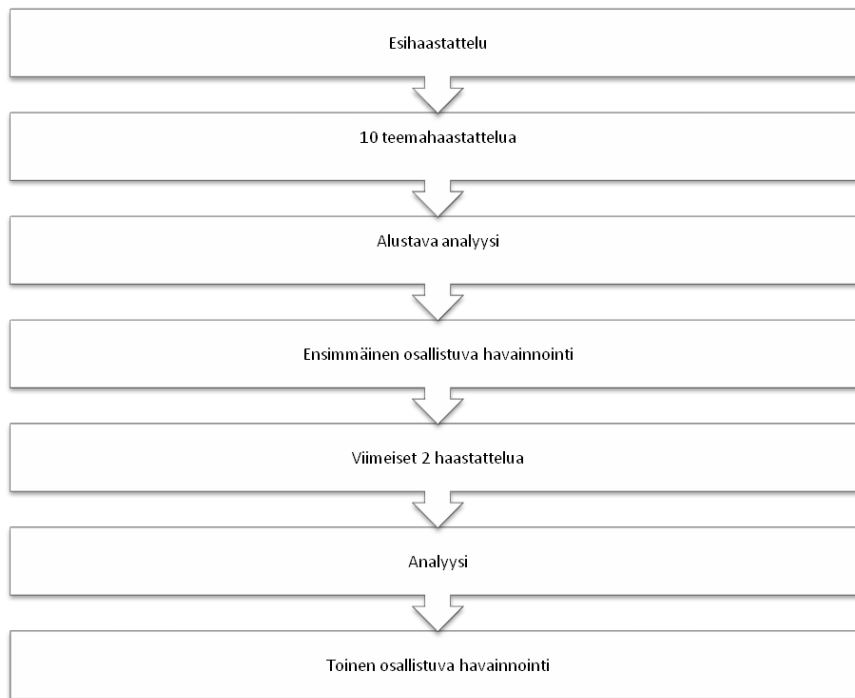 Esihaastattelu
10 teemahaastattelua
Alustava analyysi
Ensimmäinen osallistuva havainnointi
Viimeiset 2 haastattelua
Analyysi
Toinen osallistuva havainnointi